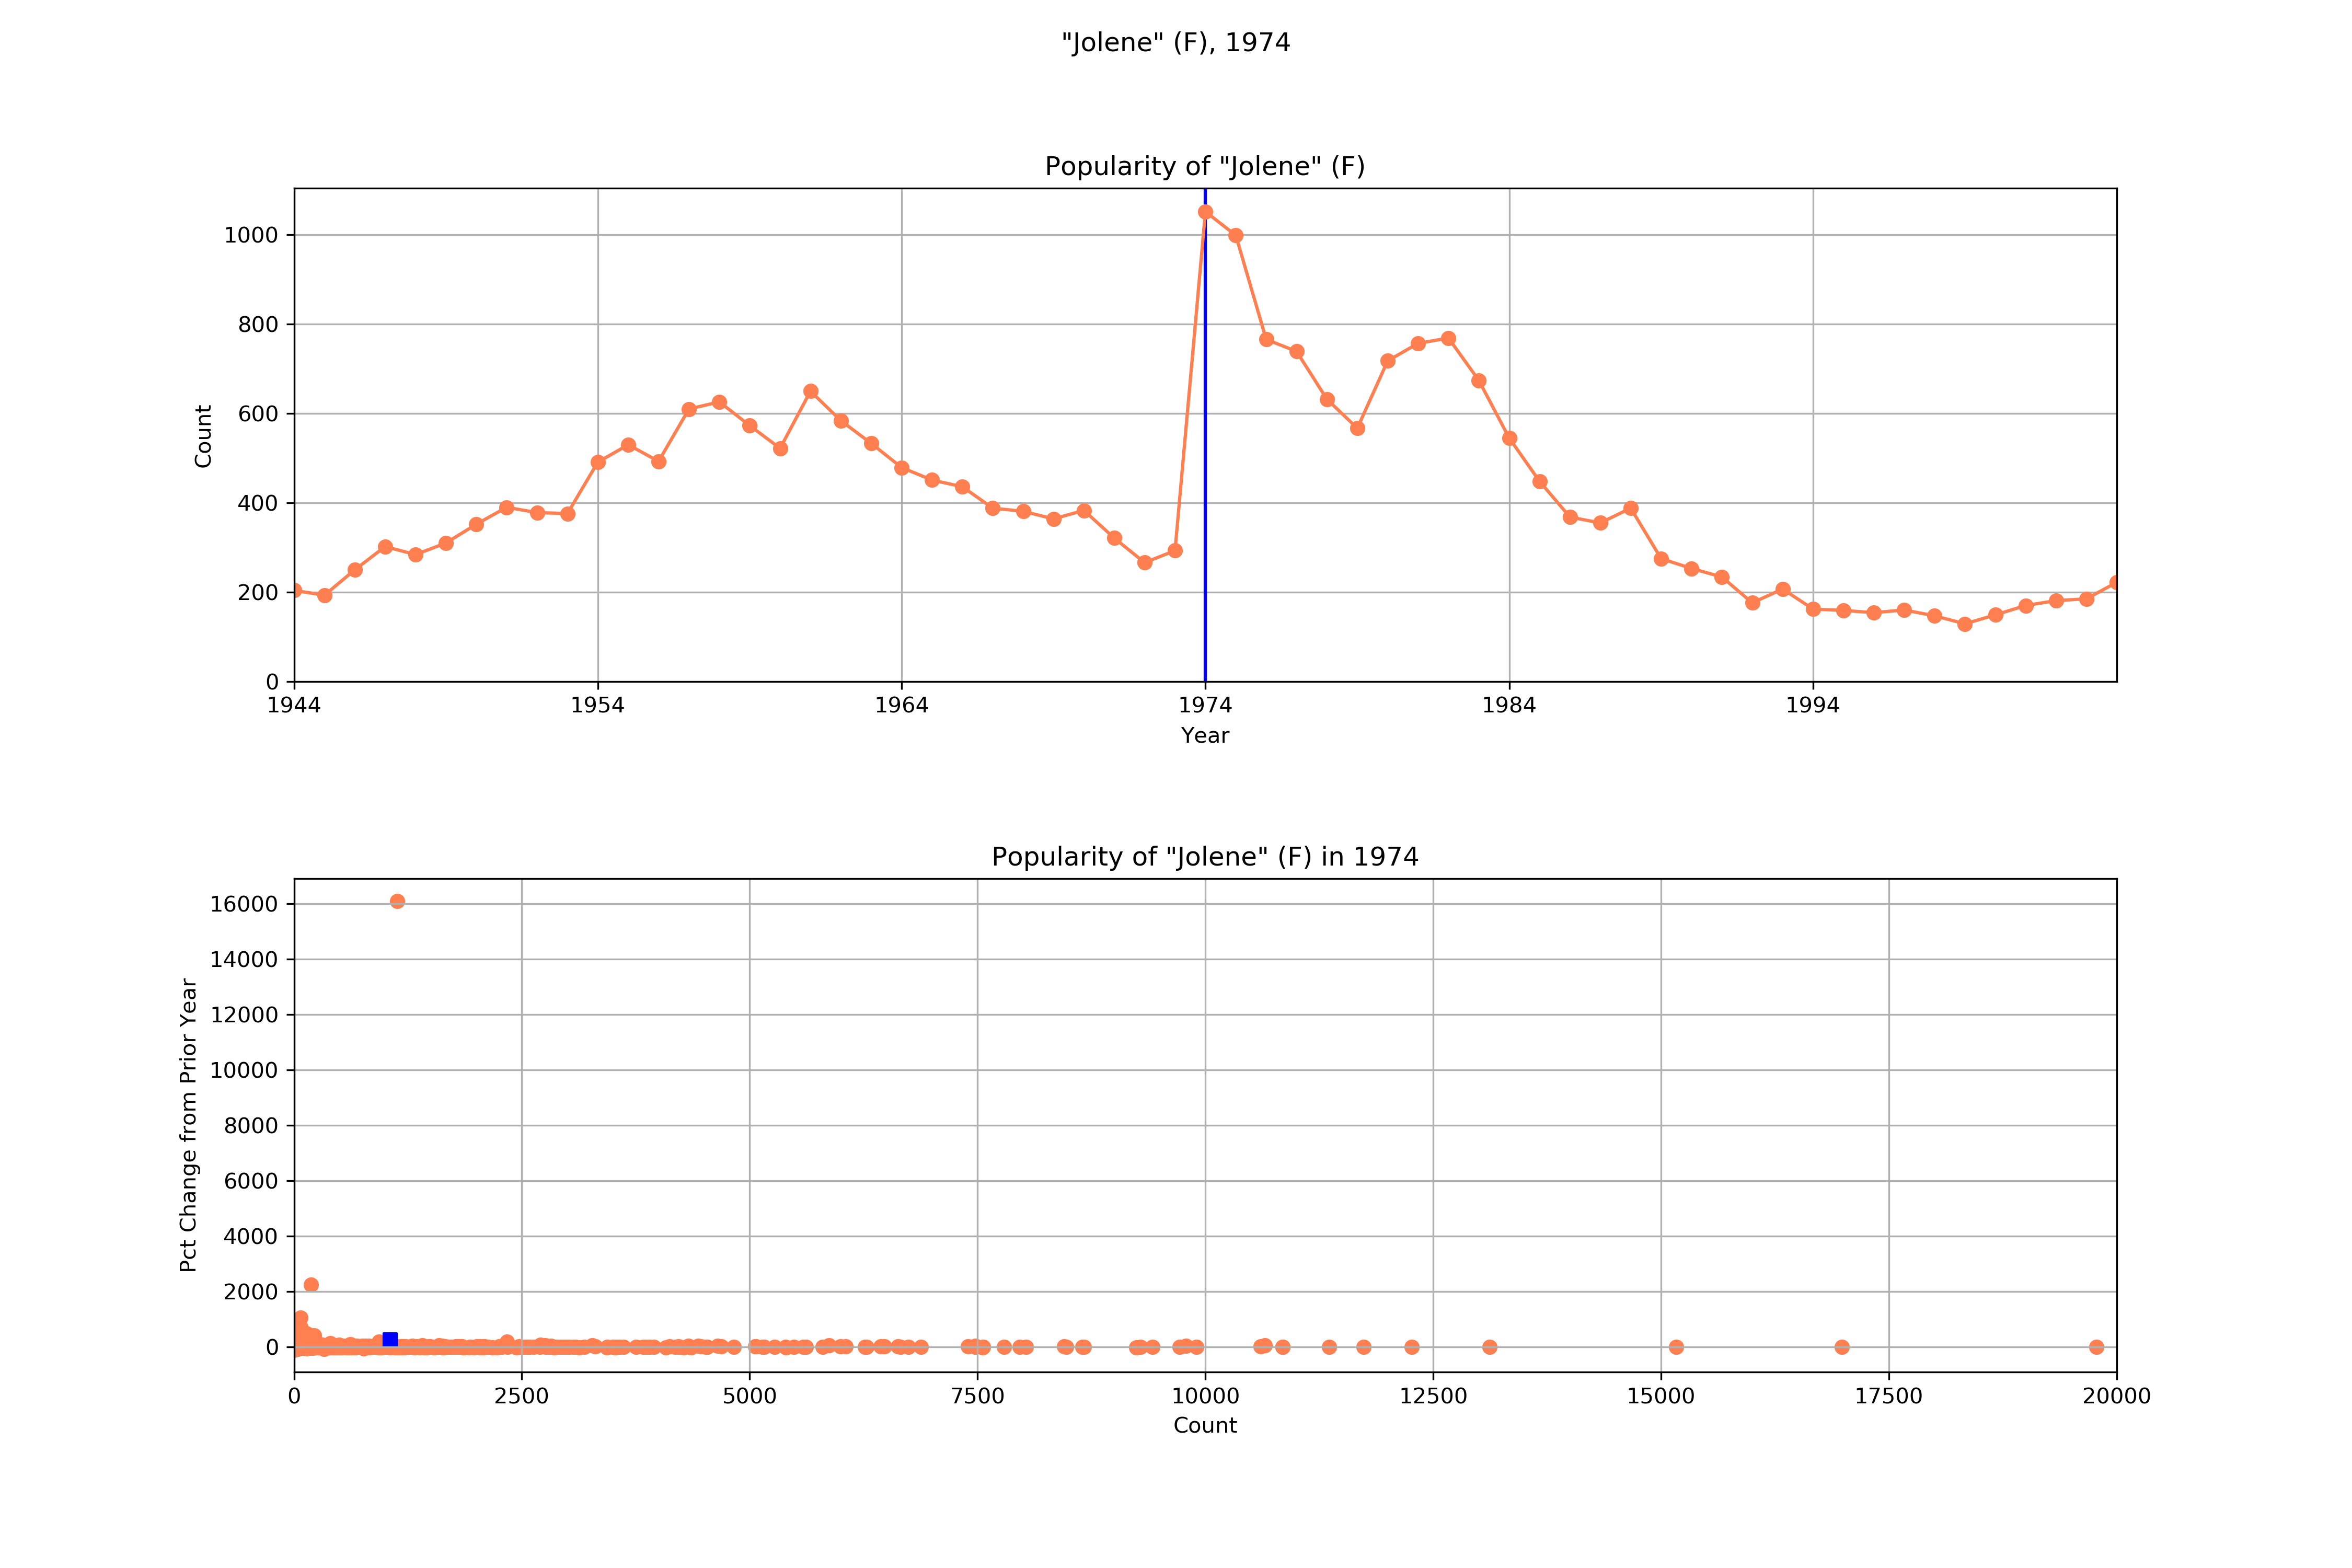 "Jolene" (F), 1974
Popularity of "Jolene" (F)
1000
800
600
400
200
0
Count
1944 1954 1964 1974 1984 1994
Year
Popularity of "Jolene" (F) in 1974
16000
14000
12000
10000
8000
6000
4000
2000
0
Pct Change from Prior Year
0 2500 5000 7500 10000 12500 15000 17500 20000
Count